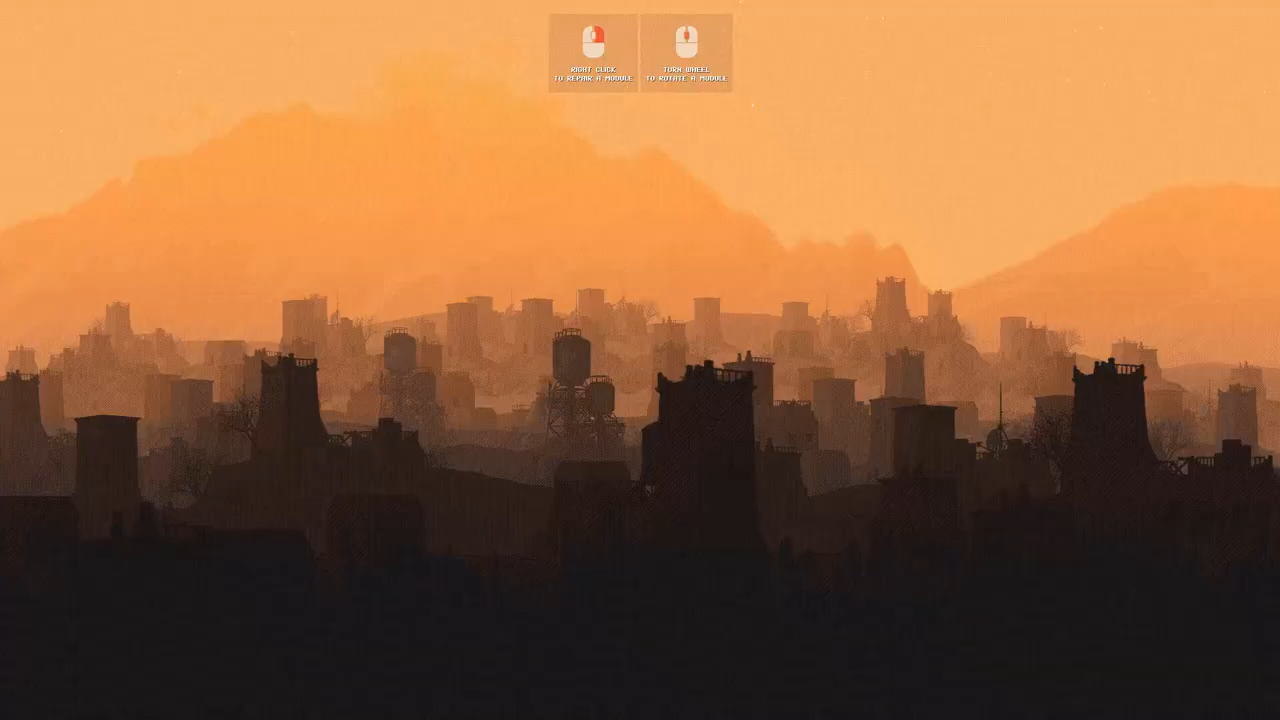 RIGHT CLICK
TO REPAIR A MODULE
TURN WHEEL
TO ROTATE A MODULE